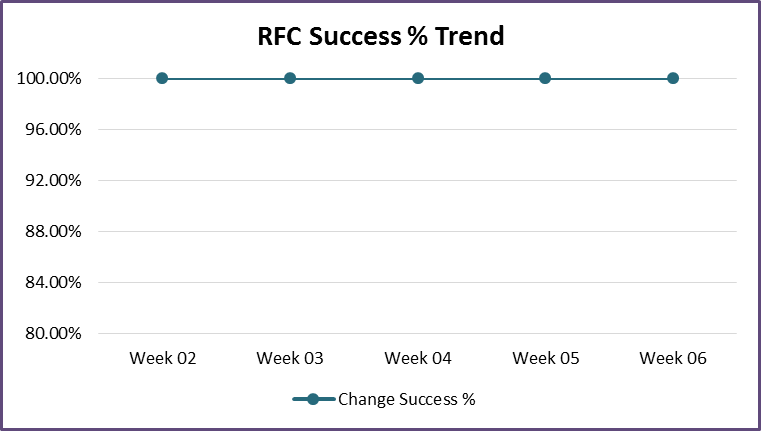 RFC Success % Trend
100.00%
96.00%
92.00%
88.00%
84.00%
80.00%
Week 02 Week 03 Week 04 Week 05 Week 06
Change Success %